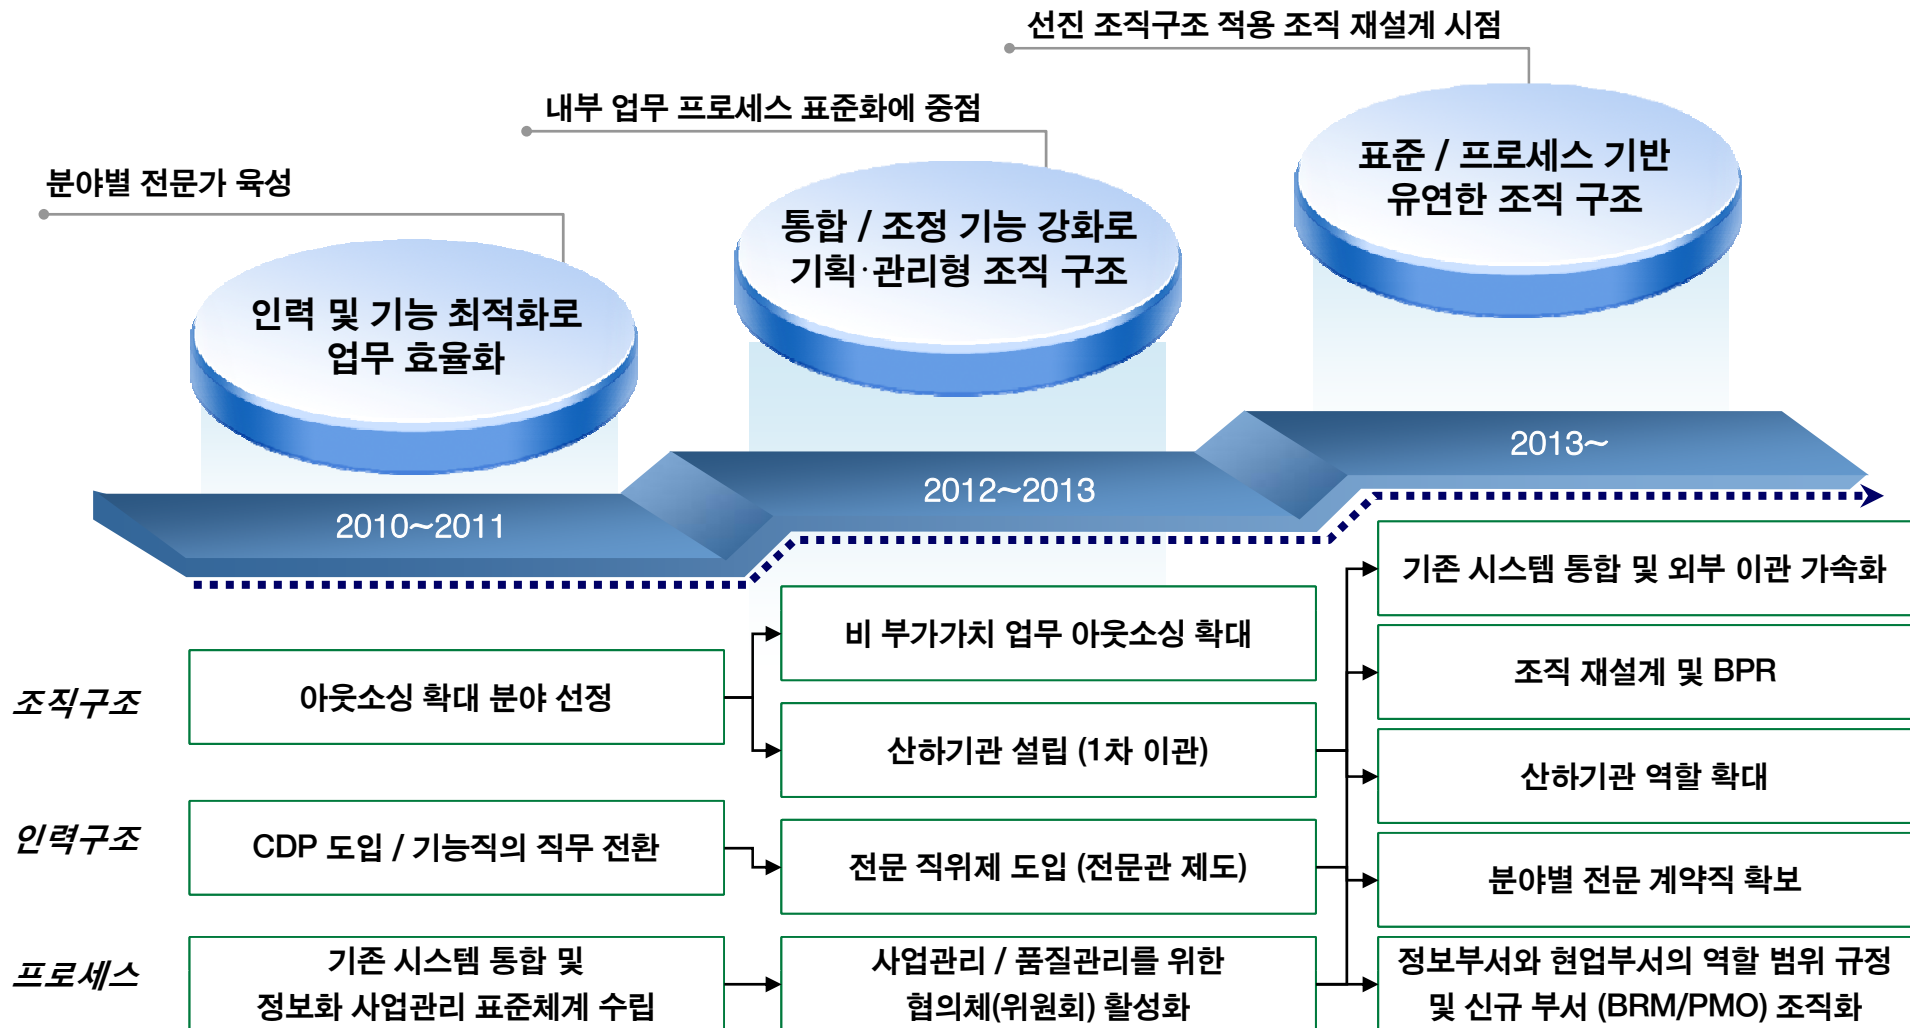 선진 조직구조 적용 조직 재설계 시점
내부 업무 프로세스 표준화에 중점
분야별 전문가 육성
표준 / 프로세스 기반
유연한 조직 구조
통합 / 조정 기능 강화로
기획·관리형 조직 구조
인력 및 기능 최적화로
업무 효율화
2010~2011
2012~2013
2013~
조직구조
아웃소싱 확대 분야 선정
비 부가가치 업무 아웃소싱 확대
산하기관 설립 (1차 이관)
기존 시스템 통합 및 외부 이관 가속화
조직 재설계 및 BPR
산하기관 역할 확대
인력구조
CDP 도입 / 기능직의 직무 전환
전문 직위제 도입 (전문관 제도)
분야별 전문 계약직 확보
프로세스
기존 시스템 통합 및
정보화 사업관리 표준체계 수립
사업관리 / 품질관리를 위한
협의체(위원회) 활성화
정보부서와 현업부서의 역할 범위 규정
및 신규 부서 (BRM/PMO) 조직화